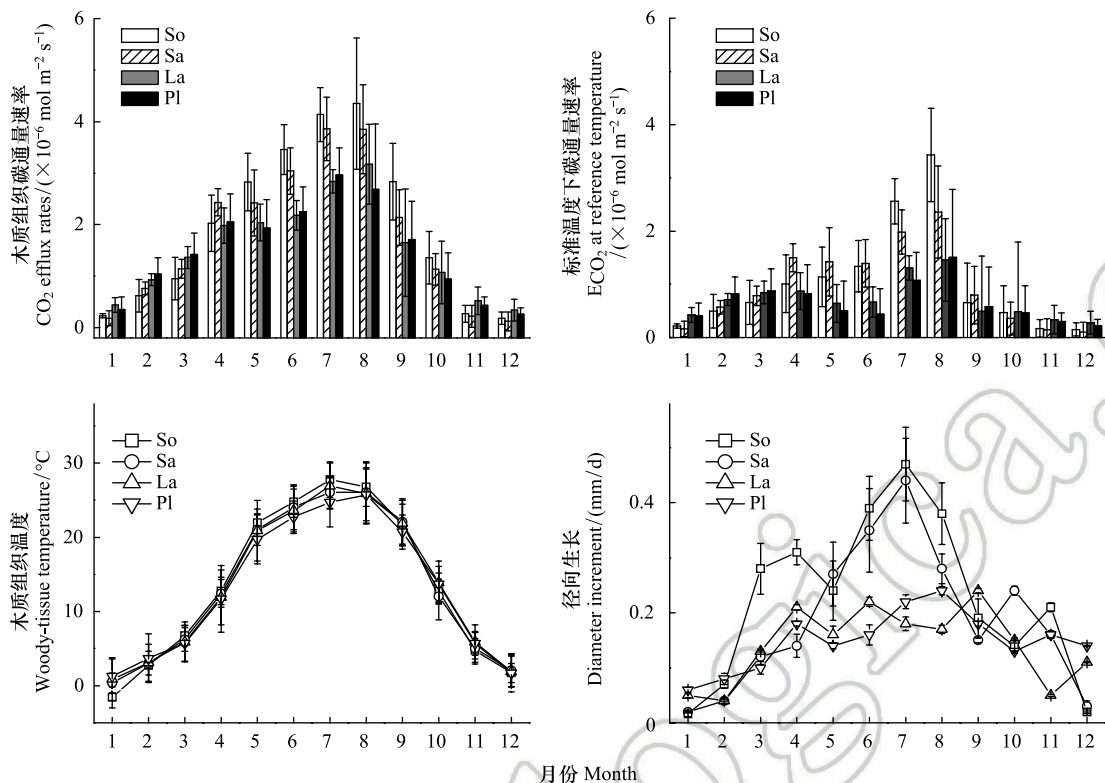 木质组织碳通量速率
CO₂ efflux rates/(×10⁻⁶ mol m⁻² s⁻¹)
6
4
2
0
So
Sa
La
Pl
1 2 3 4 5 6 7 8 9 10 11 12
标准温度下碳通量速率
ECO₂ at reference temperature
/(×10⁻⁶ mol m⁻² s⁻¹)
6
4
2
0
So
Sa
La
Pl
1 2 3 4 5 6 7 8 9 10 11 12
木质组织温度
Woody-tissue temperature/°C
30
20
10
0
So
Sa
La
Pl
1 2 3 4 5 6 7 8 9 10 11 12
径向生长
Diameter increment/(mm/d)
0.4
0.2
0
So
Sa
La
Pl
1 2 3 4 5 6 7 8 9 10 11 12
月份 Month